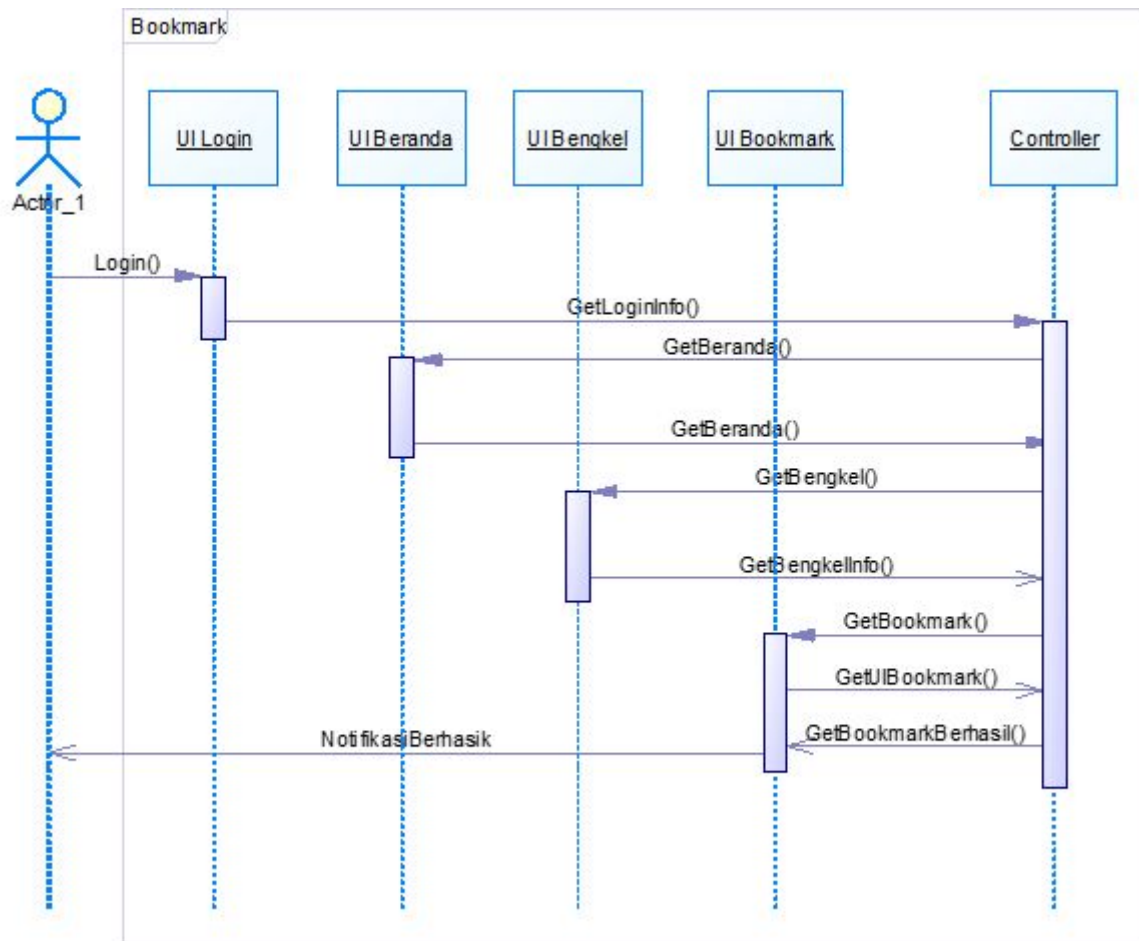 Bookmark
UI Login
UI Beranda
UI Bengkel
UI Bookmark
Controller
Actor_1
Login()
GetLoginInfo()
GetBeranda()
GetBeranda()
GetBengkel()
GetBengkelInfo()
GetBookmark()
GetUIBookmark()
GetBookmarkBerhasil()
NotifikasiBerhasik